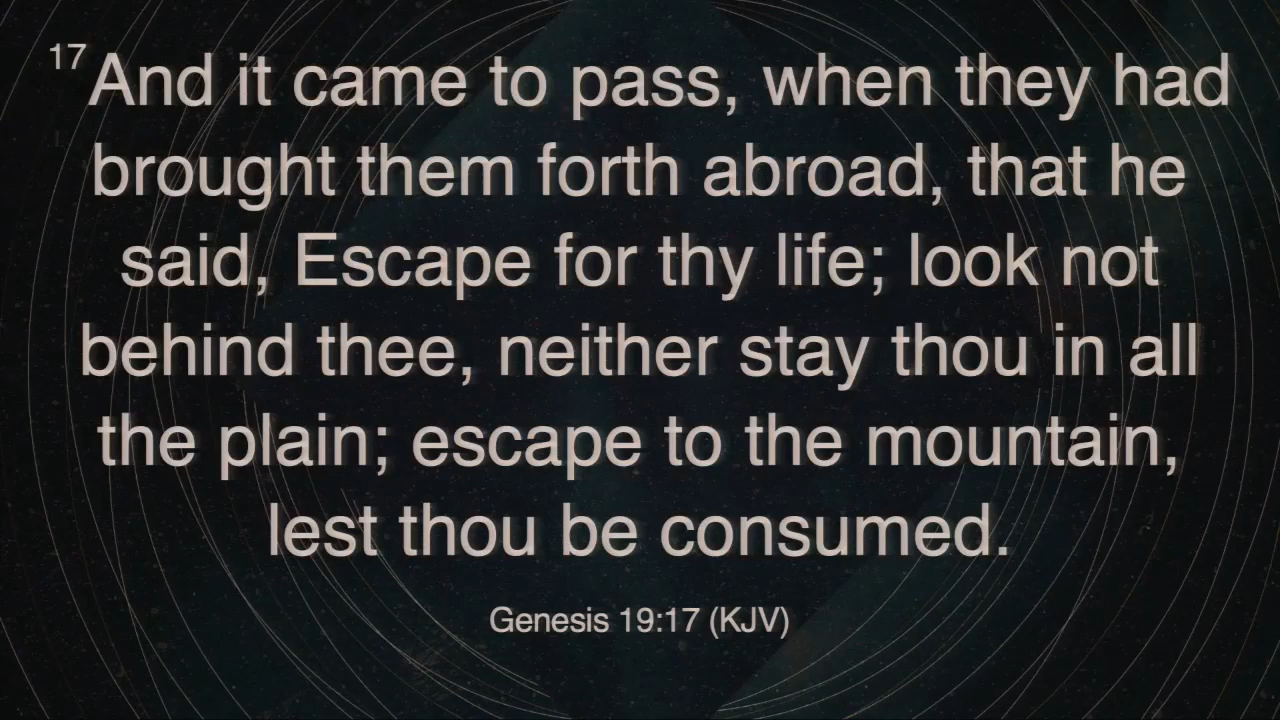 17And it came to pass, when they had
brought them forth abroad, that he
said, Escape for thy life; look not
behind thee, neither stay thou in all
the plain; escape to the mountain,
lest thou be consumed.
Genesis 19:17 (KJV)